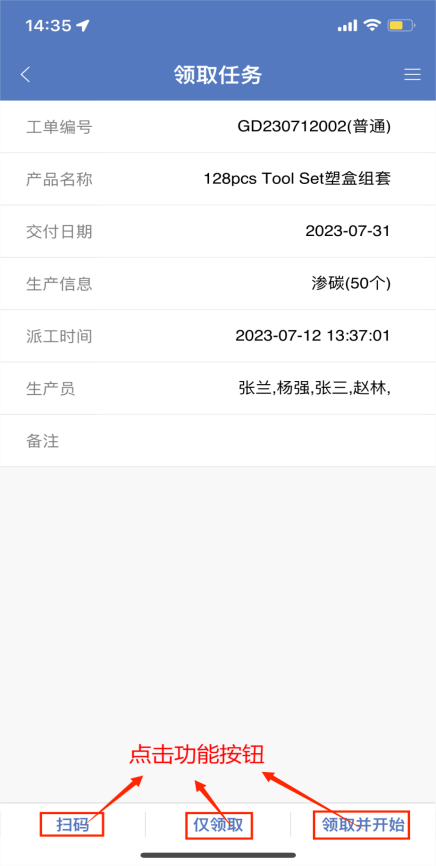 14:35
领取任务
工单编号 GD230712002(普通)
产品名称 128pcs Tool Set塑盒组套
交付日期 2023-07-31
生产信息 渗碳(50个)
派工时间 2023-07-12 13:37:01
生产员 张兰,杨强,张三,赵林,
备注
点击功能按钮
扫码 仅领取 领取并开始